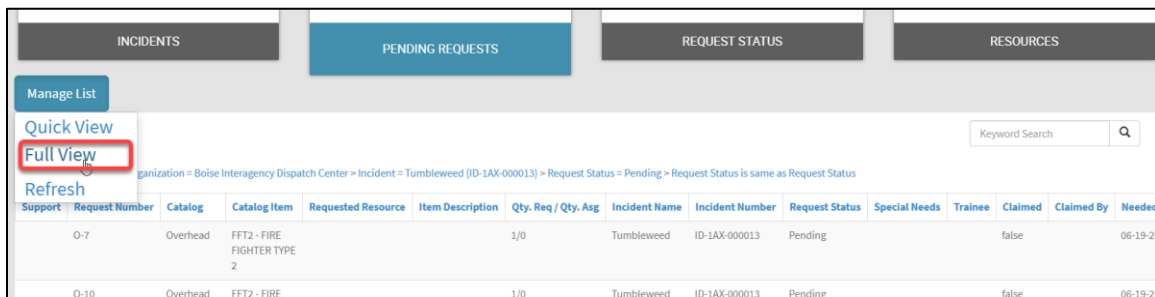 INCIDENTS PENDING REQUESTS REQUEST STATUS RESOURCES
Manage List
Quick View
Full View
Refresh
Keyword Search
ganization = Boise Interagency Dispatch Center > Incident = Tumbleweed (ID-1AX-000013) > Request Status = Pending > Request Status is same as Request Status
Support Request Number Catalog Catalog Item Requested Resource Item Description Qty. Req / Qty. Asg Incident Name Incident Number Request Status Special Needs Trainee Claimed Claimed By Neede
O-7 Overhead FFT2 - FIRE 1/0 Tumbleweed ID-1AX-000013 Pending false 06-19-2
FIGHTER TYPE
2
O-10 Overhead FFT2 - FIRE 1/0 Tumbleweed ID-1AX-000013 Pending false 06-19-2